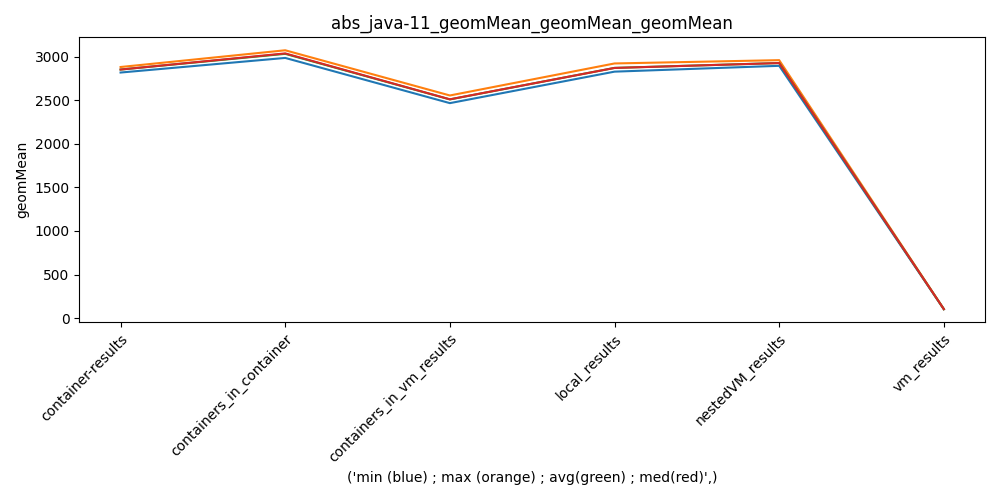 abs_java-11_geomMean_geomMean_geomMean
geomMean
3000
2500
2000
1500
1000
500
0
container-results
containers_in_container
containers_in_vm_results
local_results
nestedVM_results
vm_results
('min (blue) ; max (orange) ; avg(green) ; med(red)',)